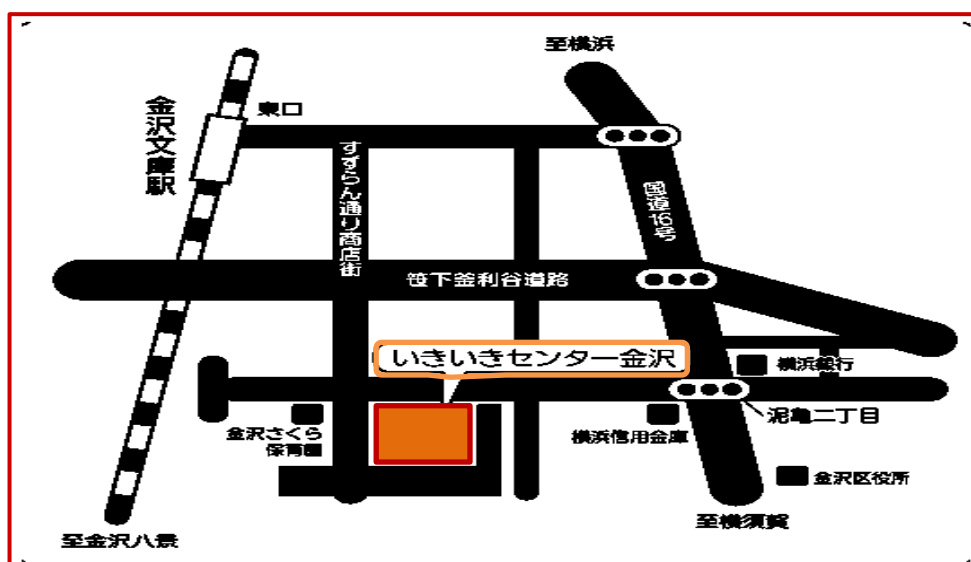 至横浜
東口
金沢文庫駅
すずらん通り商店街
国道16号
笹下釜利谷道路
いきいきセンター金沢
横浜銀行
泥亀二丁目
金沢さくら
保育園
横浜信用金庫
金沢区役所
至横須賀
至金沢八景